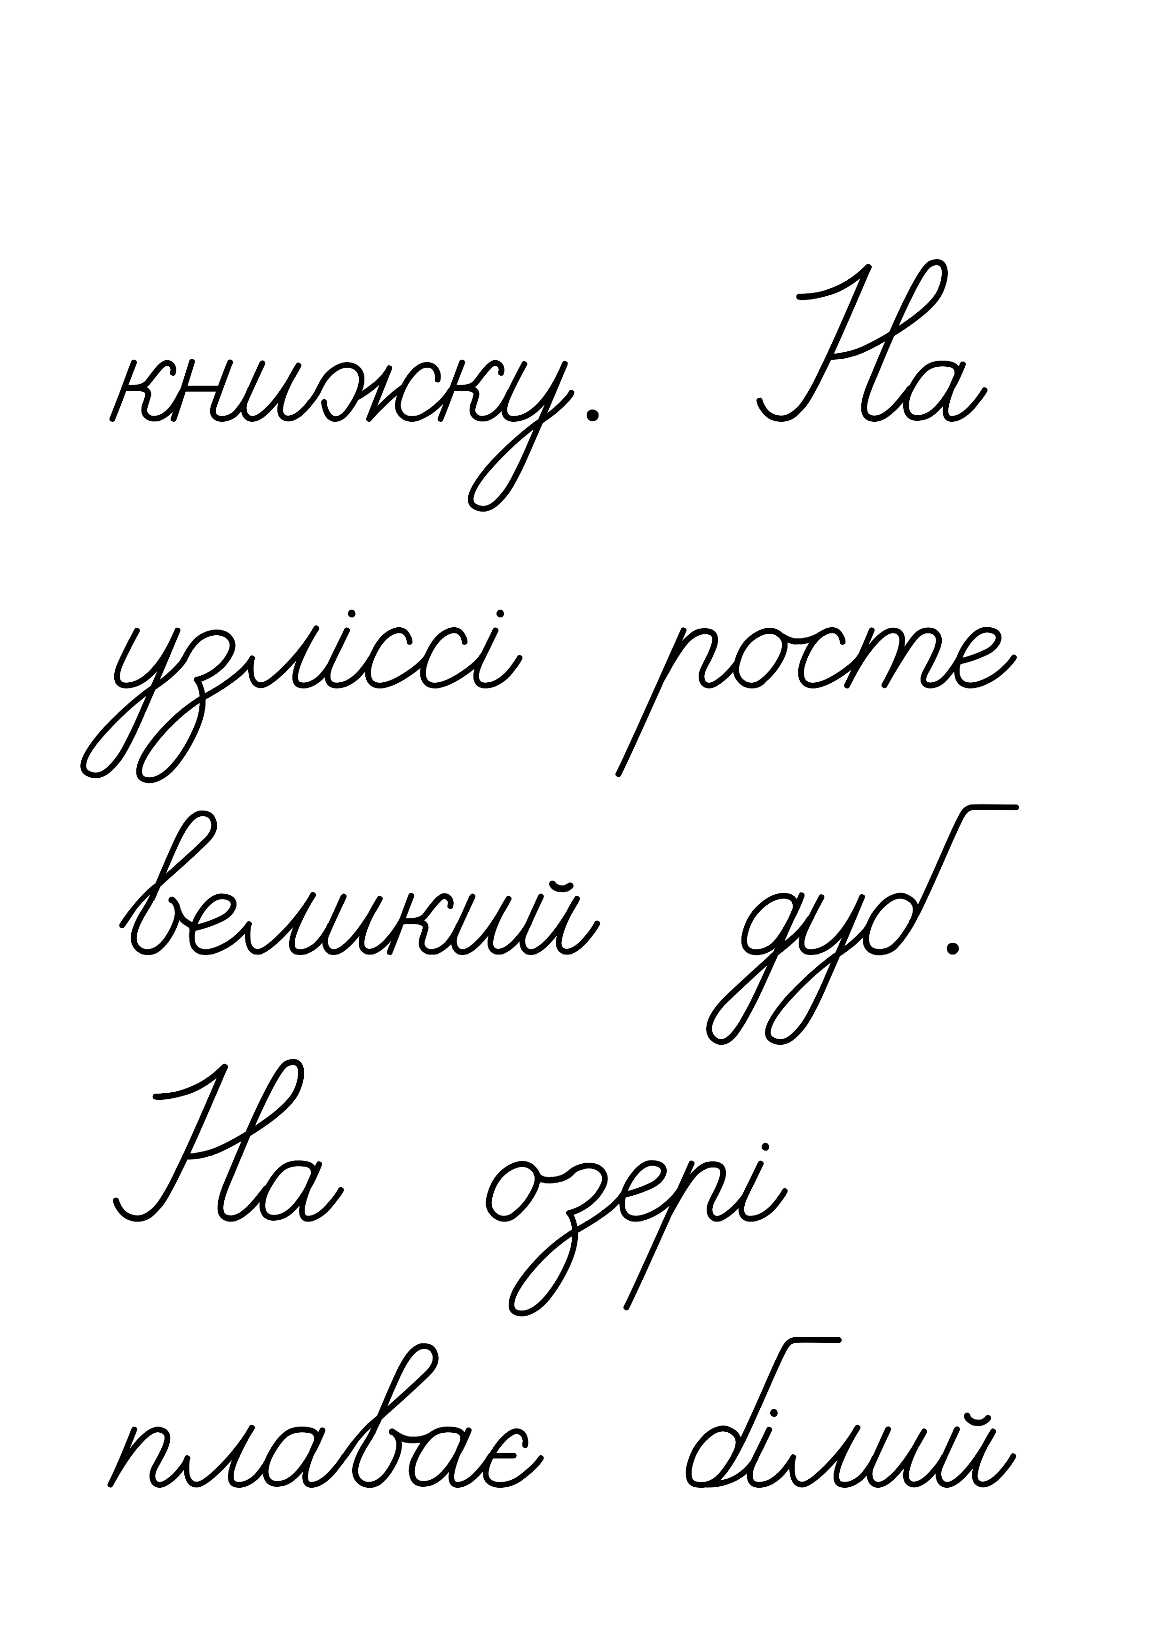 книжку. На
узліссі росте
великий дуб.
На озері
плаває білий